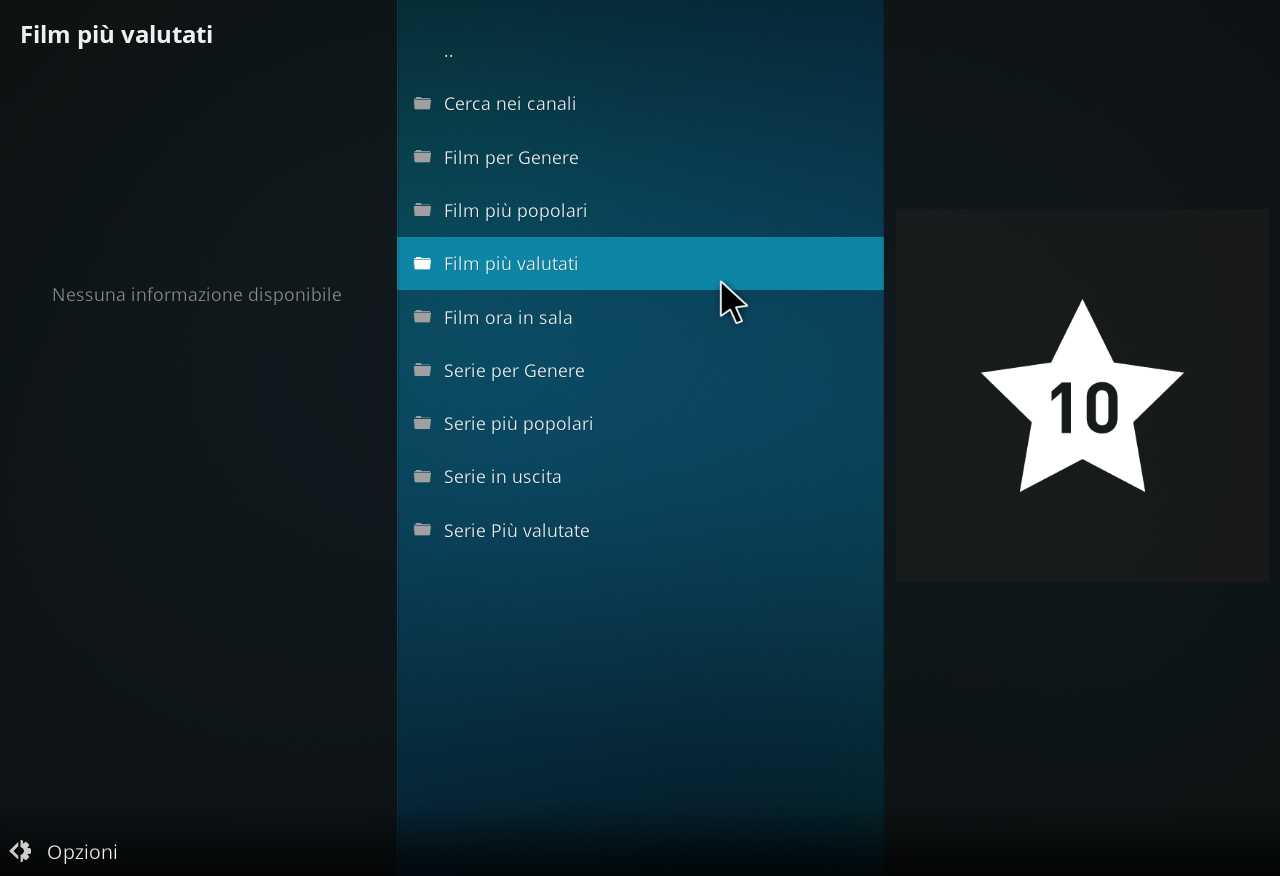 Film più valutati
..
Cerca nei canali
Film per Genere
Film più popolari
Film più valutati
Film ora in sala
Serie per Genere
Serie più popolari
Serie in uscita
Serie Più valutate
Nessuna informazione disponibile
10
Opzioni